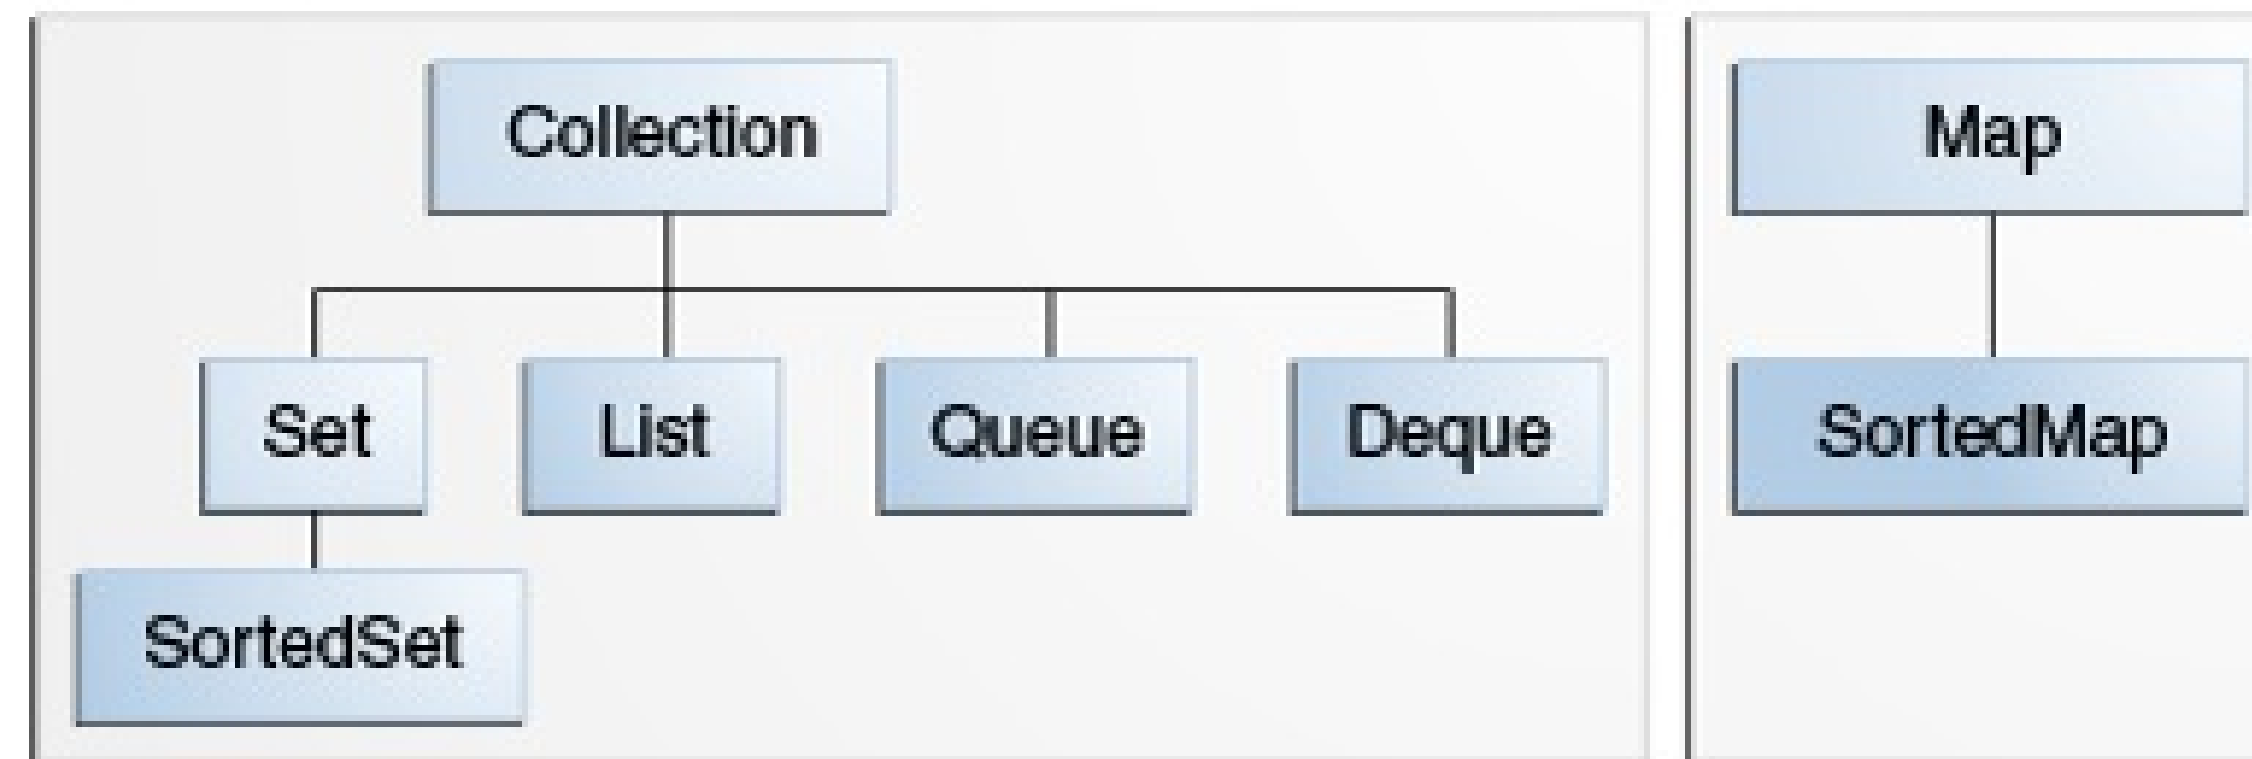 Collection
Map
Set
List
Queue
Deque
SortedMap
SortedSet